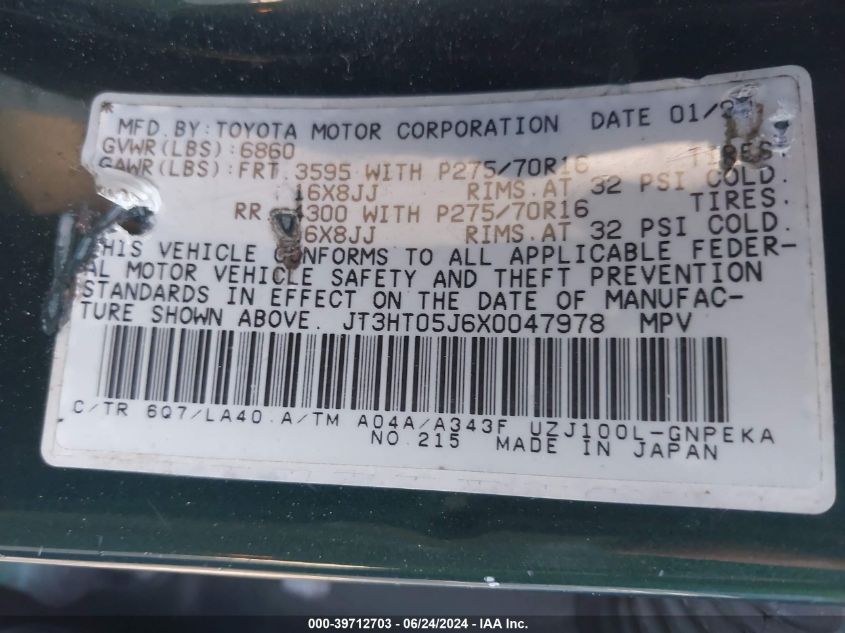 MFD. BY: TOYOTA MOTOR CORPORATION DATE 01/
GVWR(LBS):6860
GAWR(LBS):FRT. 3595 WITH P275/70R16 TIRES.
16X8JJ RIMS. AT 32 PSI COLD.
RR. 4300 WITH P275/70R16 TIRES.
16X8JJ RIMS. AT 32 PSI COLD.
THIS VEHICLE CONFORMS TO ALL APPLICABLE FEDER-
AL MOTOR VEHICLE SAFETY AND THEFT PREVENTION
STANDARDS IN EFFECT ON THE DATE OF MANUFAC-
TURE SHOWN ABOVE. JT3HT05J6X0047978 MPV
C/TR 6Q7/LA40 A/TM A04A/A343F UZJ100L-GNPEKA
NO.215 MADE IN JAPAN
000-39712703 - 06/24/2024 - IAA Inc.